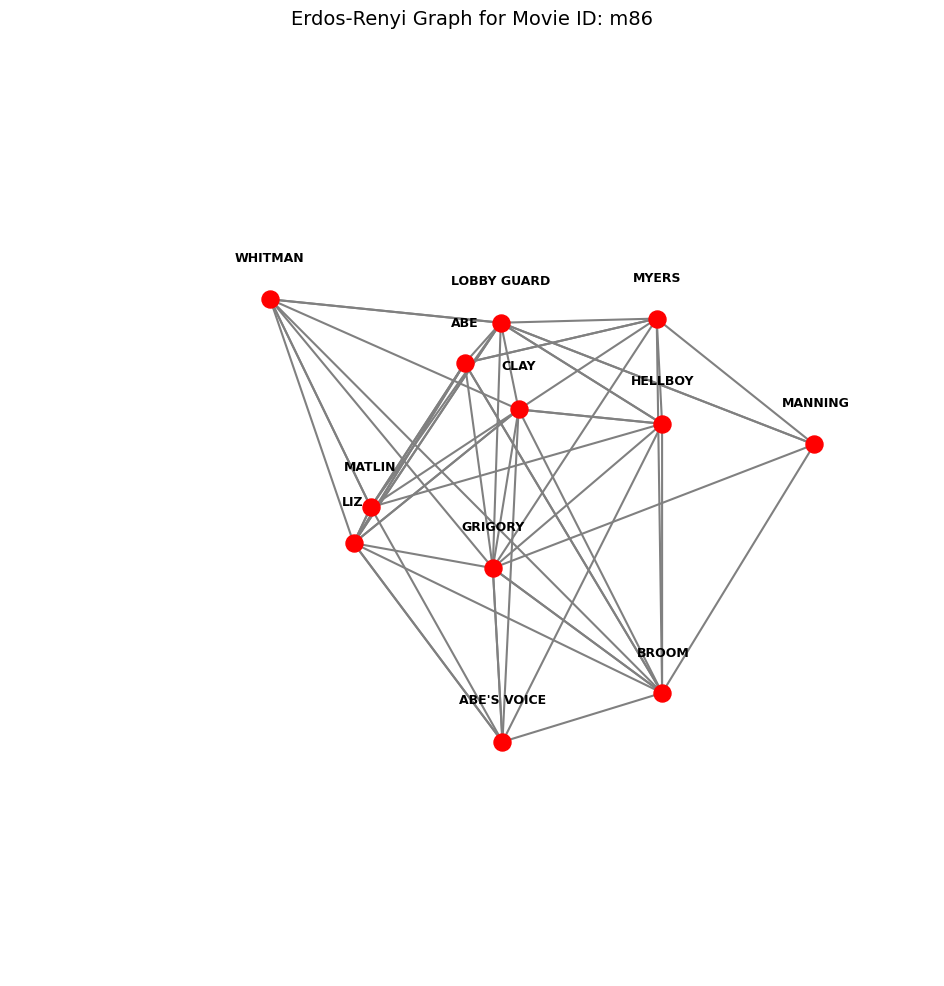 Erdos-Renyi Graph for Movie ID: m86
WHITMAN
LOBBY GUARD
MYERS
ABE
CLAY
HELLBOY
MANNING
MATLIN
LIZ
GRIGORY
BROOM
ABE'S VOICE